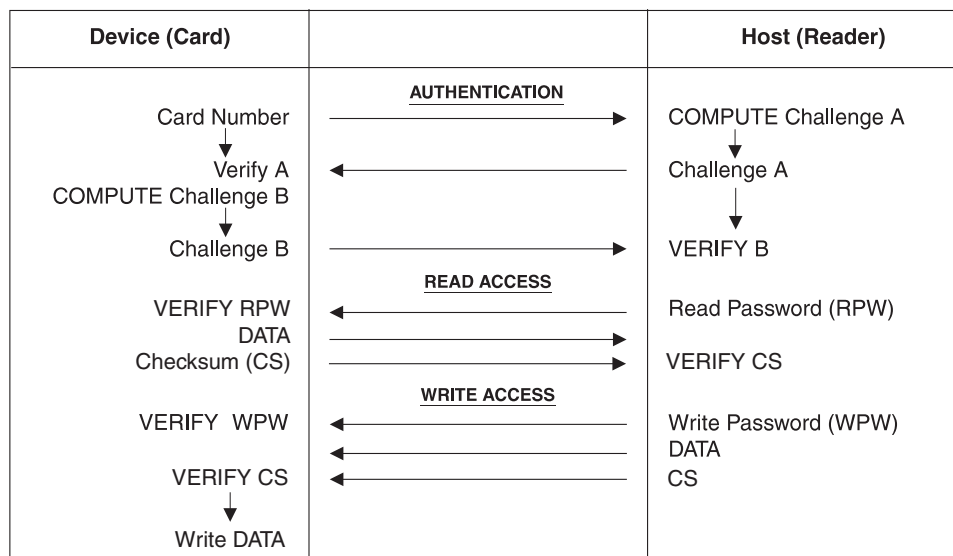 Device (Card) Host (Reader)
AUTHENTICATION
Card Number COMPUTE Challenge A
Verify A Challenge A
COMPUTE Challenge B
Challenge B VERIFY B
READ ACCESS
VERIFY RPW Read Password (RPW)
DATA
Checksum (CS) VERIFY CS
WRITE ACCESS
VERIFY WPW Write Password (WPW)
DATA
VERIFY CS CS
Write DATA